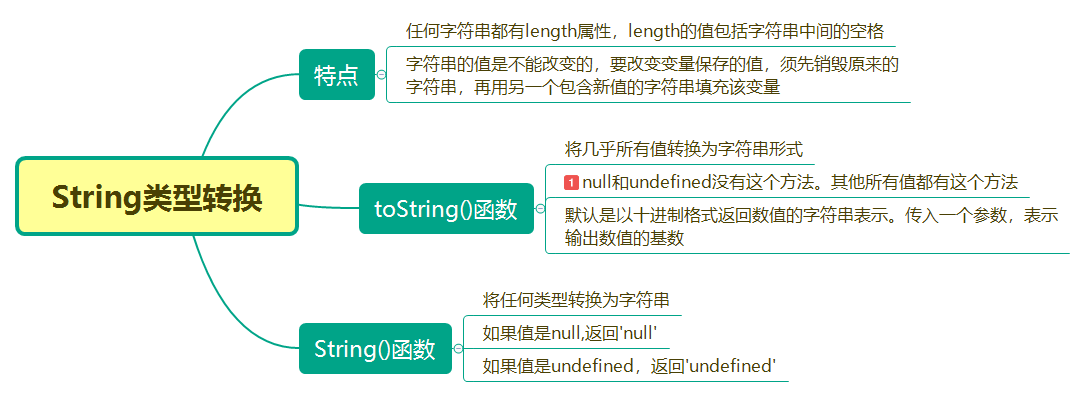 任何字符串都有length属性，length的值包括字符串中间的空格
特点
字符串的值是不能改变的，要改变变量保存的值，须先销毁原来的
字符串，再用另一个包含新值的字符串填充该变量
String类型转换
将几乎所有值转换为字符串形式
1 null和undefined没有这个方法。其他所有值都有这个方法
toString()函数
默认是以十进制格式返回数值的字符串表示。传入一个参数，表示
输出数值的基数
将任何类型转换为字符串
String()函数
如果值是null,返回'null'
如果值是undefined，返回'undefined'